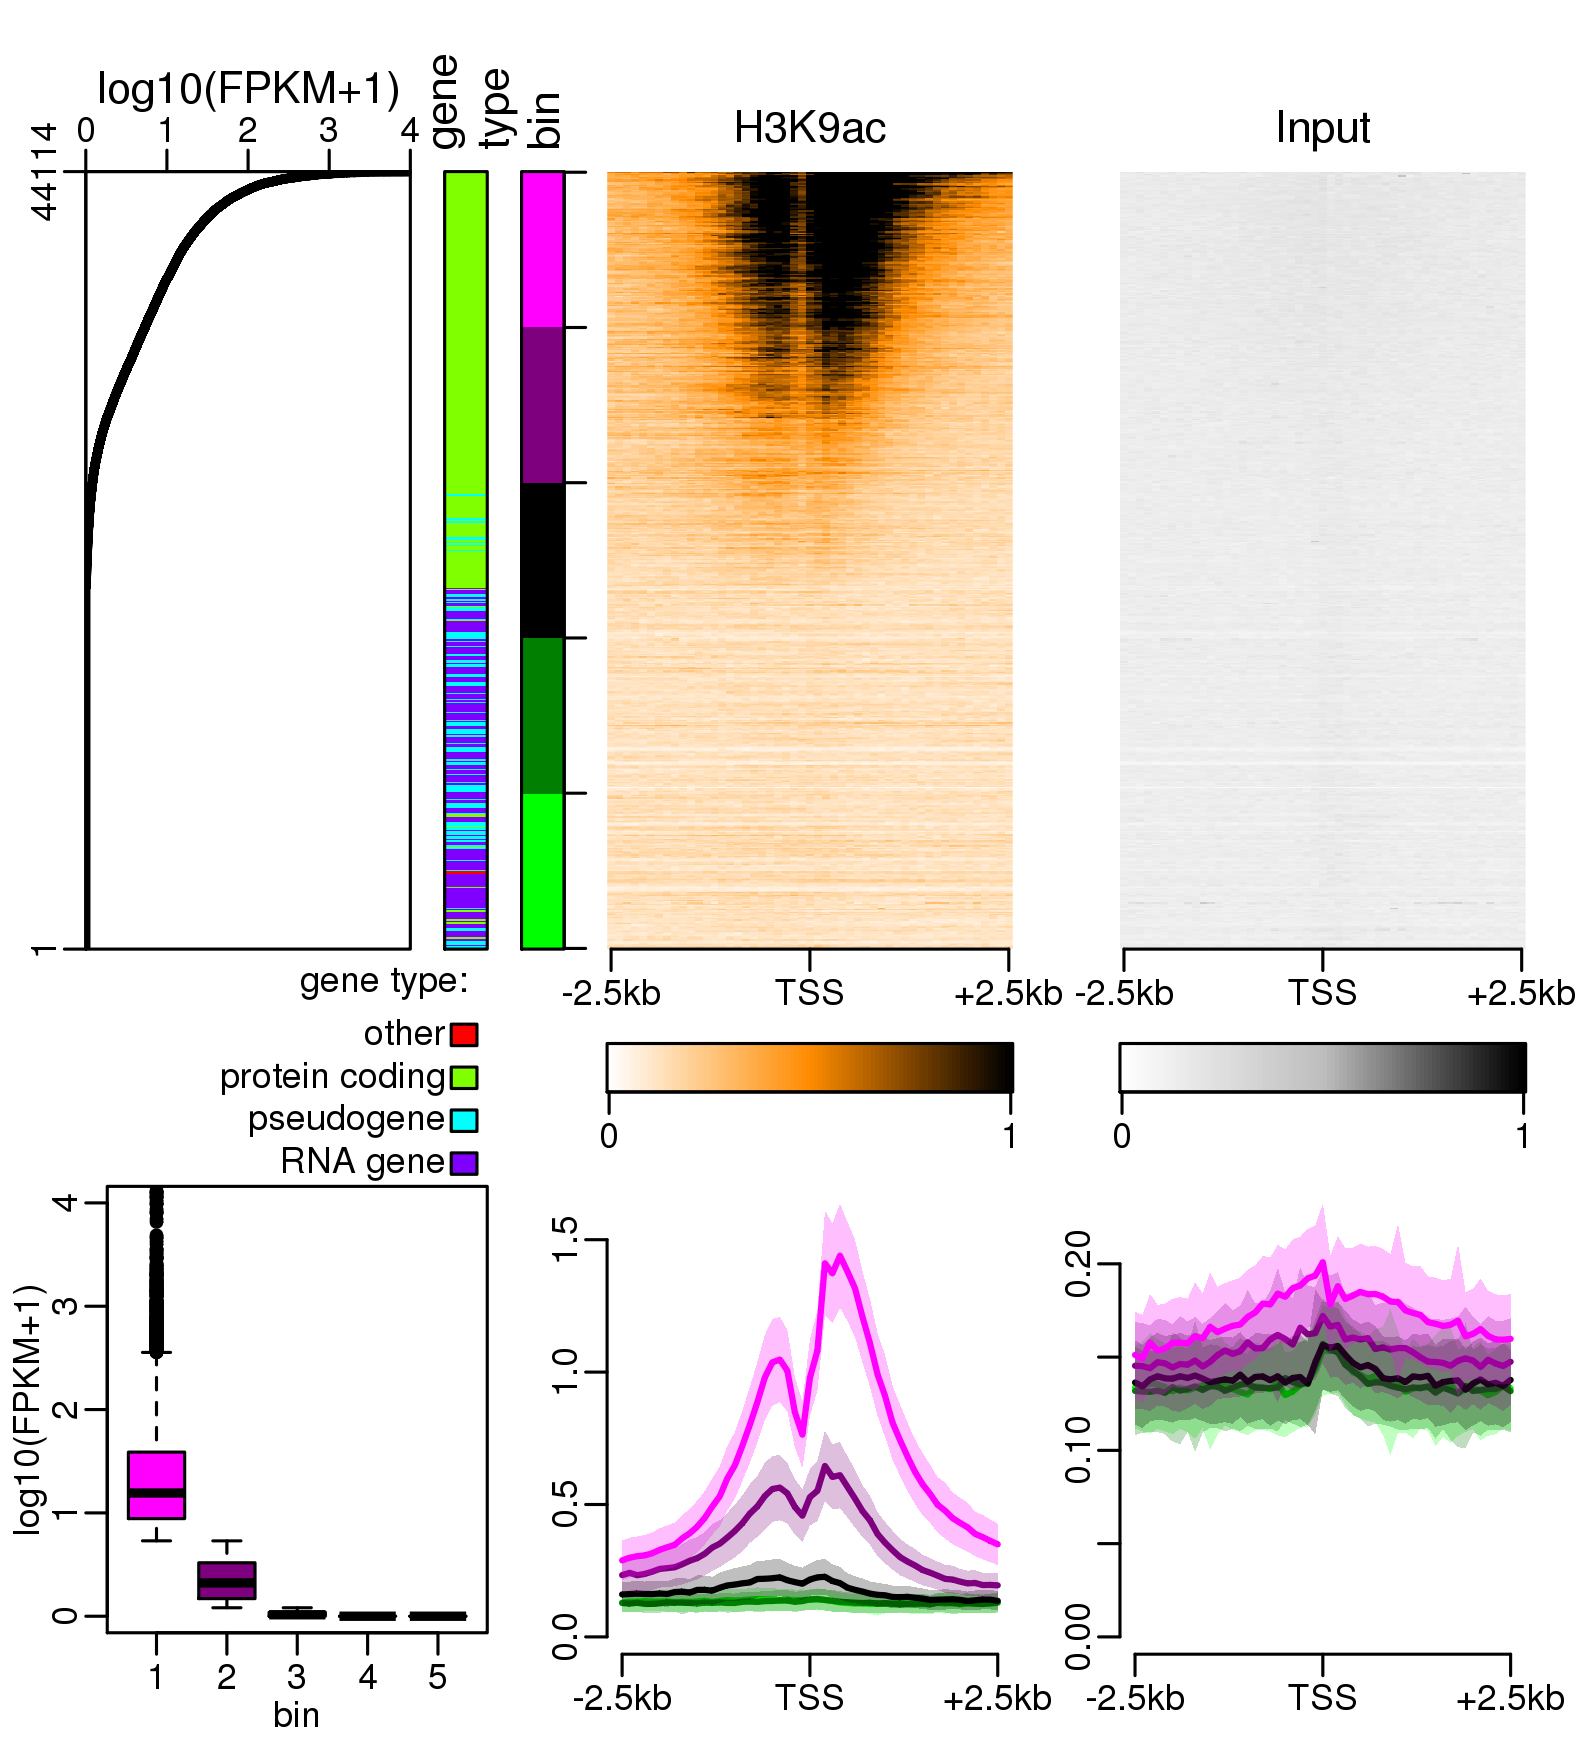 log10(FPKM+1)
0 1 2 3 4
gene
type
bin
H3K9ac
Input
44114
1
-2.5kb TSS +2.5kb
-2.5kb TSS +2.5kb
gene type:
other
protein coding
pseudogene
RNA gene
0 1
0 1
log10(FPKM+1)
4
3
2
1
0
1 2 3 4 5
bin
1.5
1.0
0.5
0.0
-2.5kb TSS +2.5kb
0.20
0.10
0.00
-2.5kb TSS +2.5kb